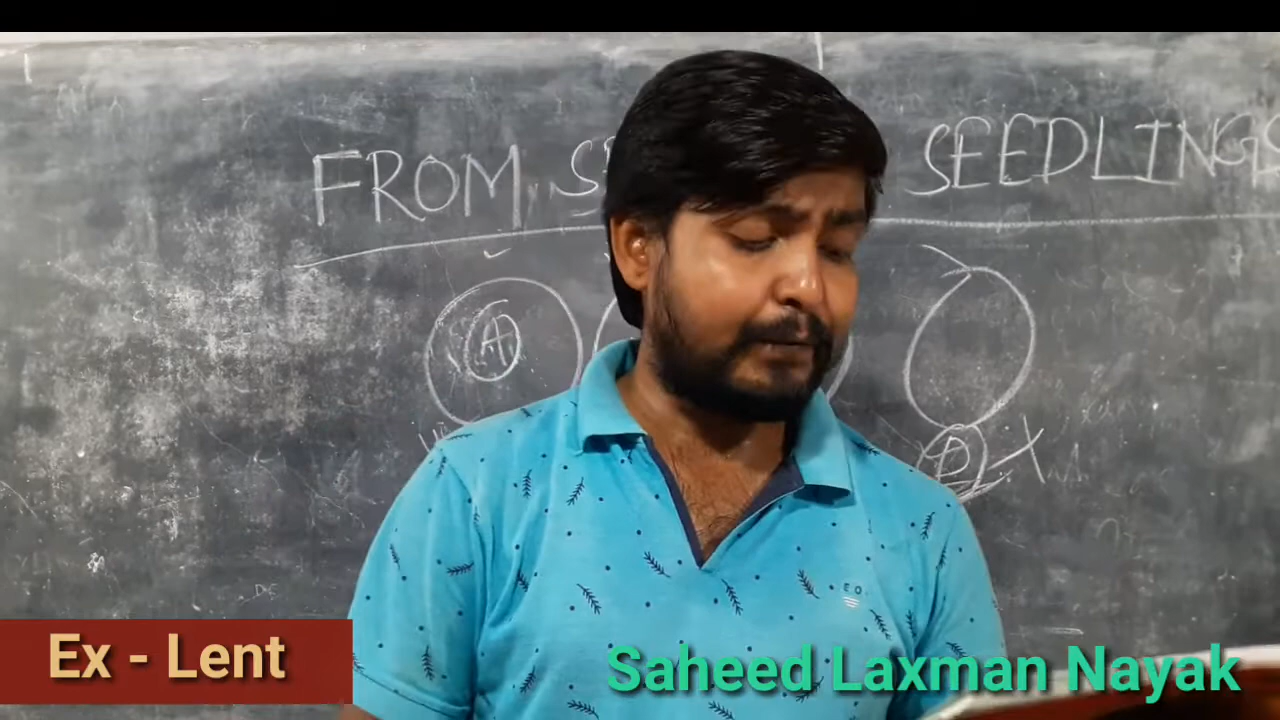 FROM SEEDLINGS
A
D
E O
Ex - Lent
Saheed Laxman Nayak